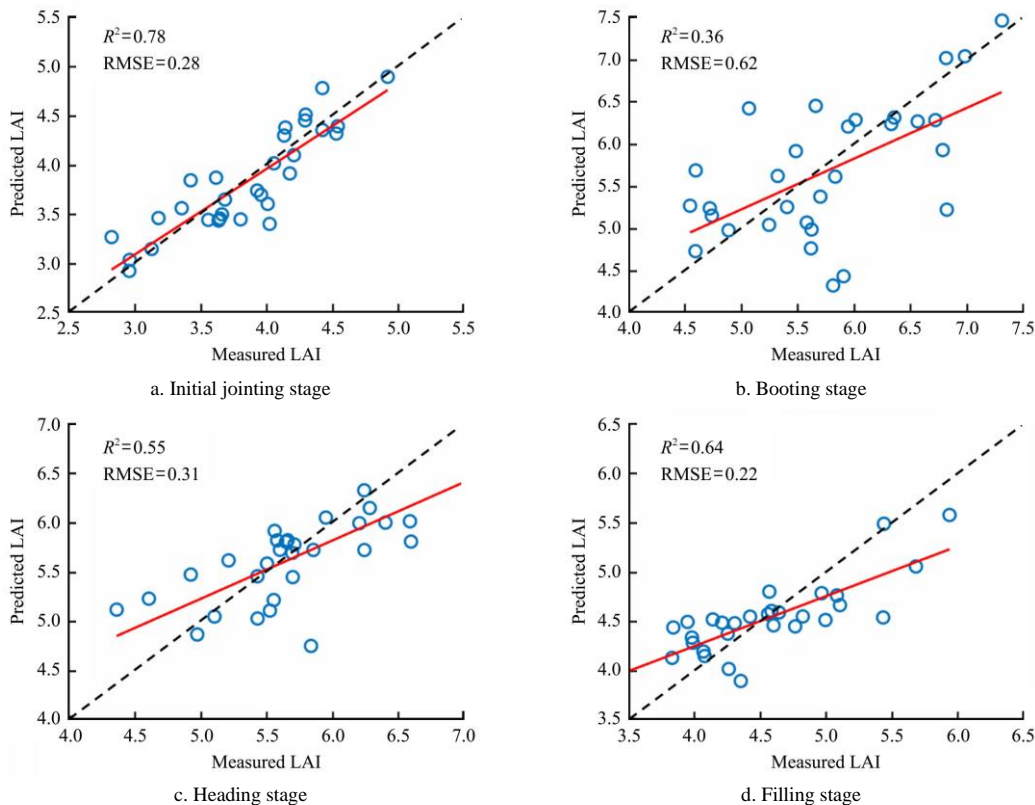 R²=0.78
RMSE=0.28
Predicted LAI
5.5
5.0
4.5
4.0
3.5
3.0
2.5
2.5 3.0 3.5 4.0 4.5 5.0 5.5
Measured LAI
a. Initial jointing stage
R²=0.36
RMSE=0.62
Predicted LAI
7.5
7.0
6.5
6.0
5.5
5.0
4.5
4.0
4.0 4.5 5.0 5.5 6.0 6.5 7.0 7.5
Measured LAI
b. Booting stage
R²=0.55
RMSE=0.31
Predicted LAI
7.0
6.5
6.0
5.5
5.0
4.5
4.0
4.0 4.5 5.0 5.5 6.0 6.5 7.0
Measured LAI
c. Heading stage
R²=0.64
RMSE=0.22
Predicted LAI
6.5
6.0
5.5
5.0
4.5
4.0
3.5
3.5 4.0 4.5 5.0 5.5 6.0 6.5
Measured LAI
d. Filling stage